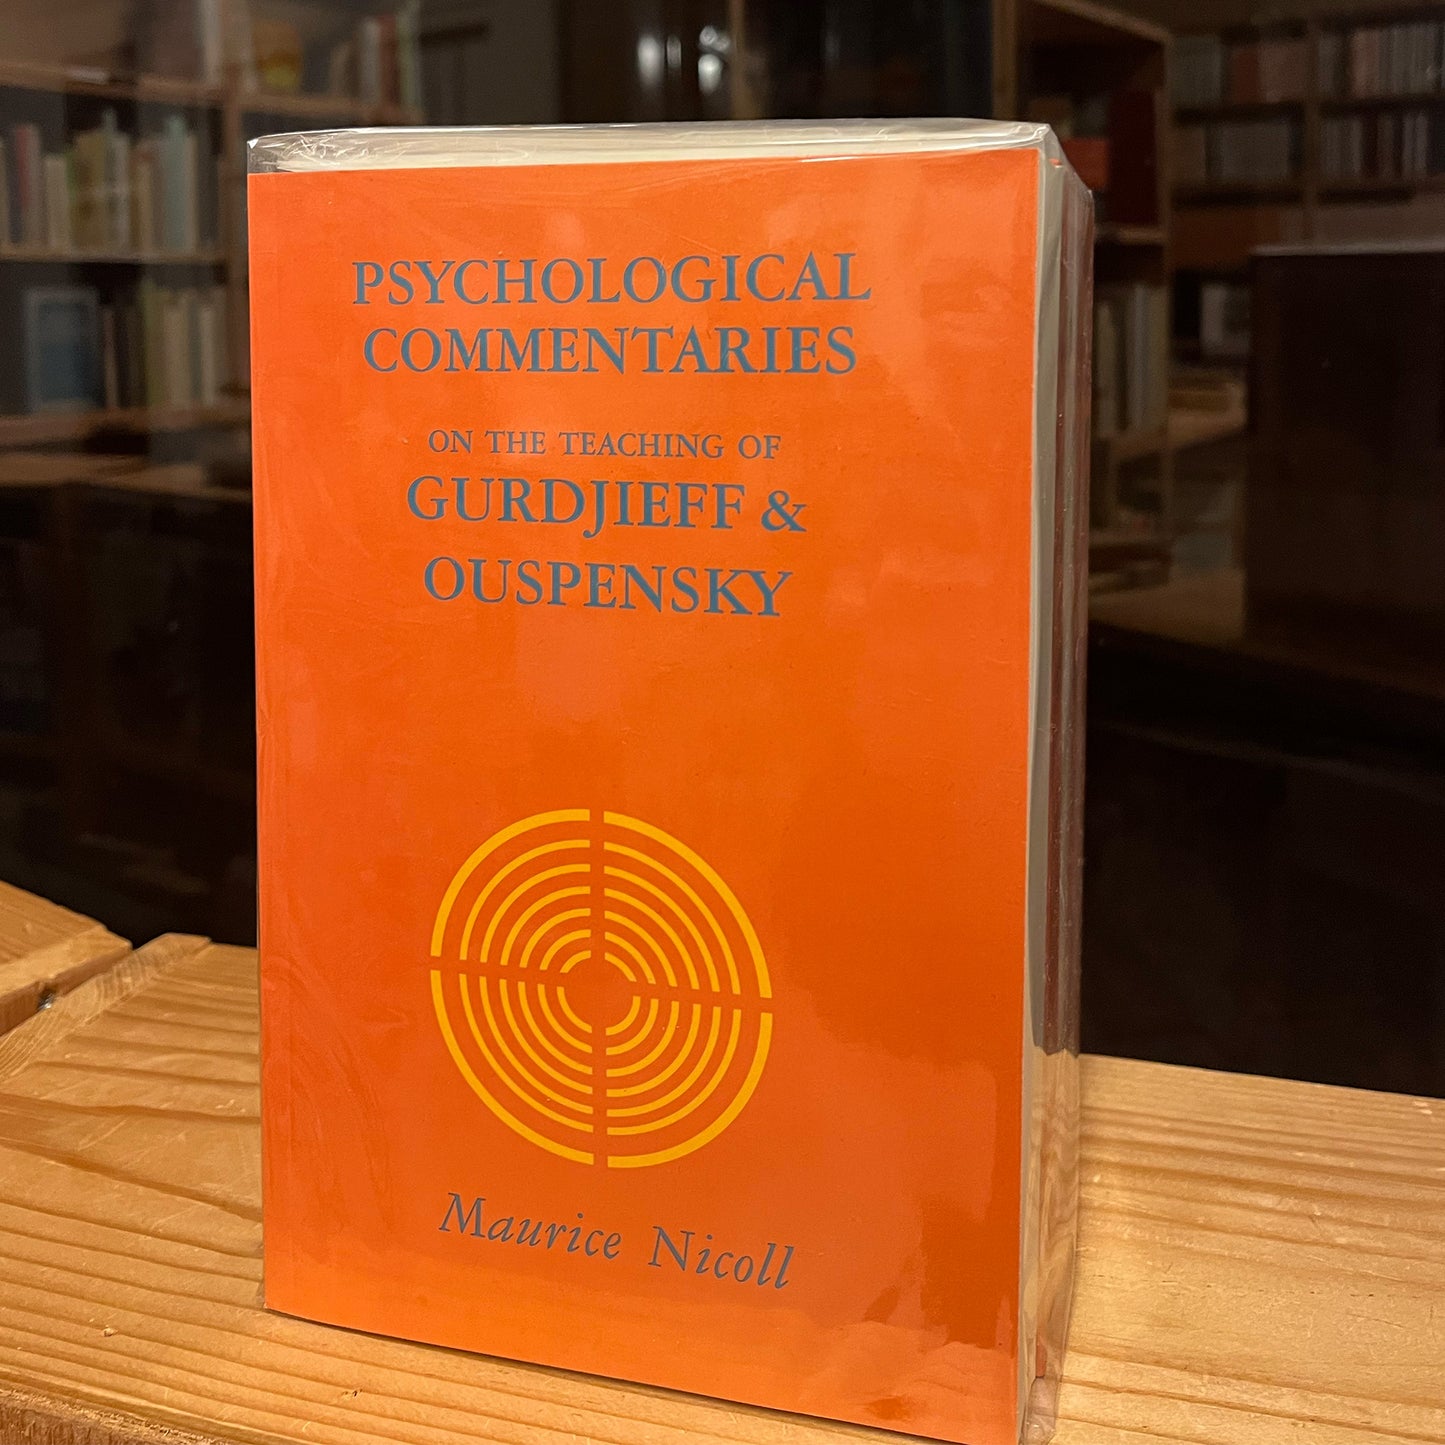 PSYCHOLOGICAL
COMMENTARIES
ON THE TEACHING OF
GURDJIEFF &
OUSPENSKY
Maurice Nicoll